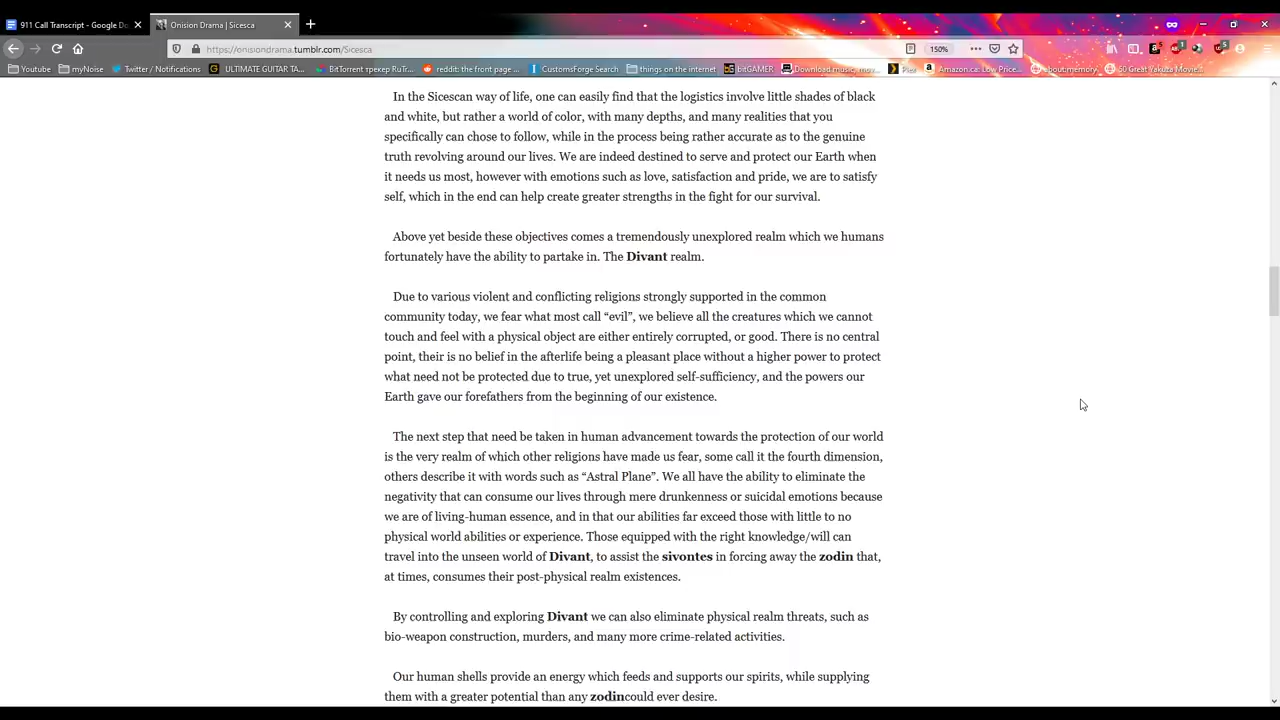 911 Call Transcript - Google Do
Onision Drama | Sicesca
https://onisiondrama.tumblr.com/Sicesca
150%
Youtube
myNoise
Twitter / Notifications
ULTIMATE GUITAR TA...
BitTorrent трекер RuTr...
reddit: the front page ...
CustomsForge Search
things on the internet
bitGAMER
Download music, mov...
Plex
Amazon.ca: Low Price...
about:memory
60 Great Yakuza Movie...
In the Sicescan way of life, one can easily find that the logistics involve little shades of black
and white, but rather a world of color, with many depths, and many realities that you
specifically can chose to follow, while in the process being rather accurate as to the genuine
truth revolving around our lives. We are indeed destined to serve and protect our Earth when
it needs us most, however with emotions such as love, satisfaction and pride, we are to satisfy
self, which in the end can help create greater strengths in the fight for our survival.
Above yet beside these objectives comes a tremendously unexplored realm which we humans
fortunately have the ability to partake in. The Divant realm.
Due to various violent and conflicting religions strongly supported in the common
community today, we fear what most call “evil”, we believe all the creatures which we cannot
touch and feel with a physical object are either entirely corrupted, or good. There is no central
point, their is no belief in the afterlife being a pleasant place without a higher power to protect
what need not be protected due to true, yet unexplored self-sufficiency, and the powers our
Earth gave our forefathers from the beginning of our existence.
The next step that need be taken in human advancement towards the protection of our world
is the very realm of which other religions have made us fear, some call it the fourth dimension,
others describe it with words such as “Astral Plane”. We all have the ability to eliminate the
negativity that can consume our lives through mere drunkenness or suicidal emotions because
we are of living-human essence, and in that our abilities far exceed those with little to no
physical world abilities or experience. Those equipped with the right knowledge/will can
travel into the unseen world of Divant, to assist the sivontes in forcing away the zodin that,
at times, consumes their post-physical realm existences.
By controlling and exploring Divant we can also eliminate physical realm threats, such as
bio-weapon construction, murders, and many more crime-related activities.
Our human shells provide an energy which feeds and supports our spirits, while supplying
them with a greater potential than any zodincould ever desire.